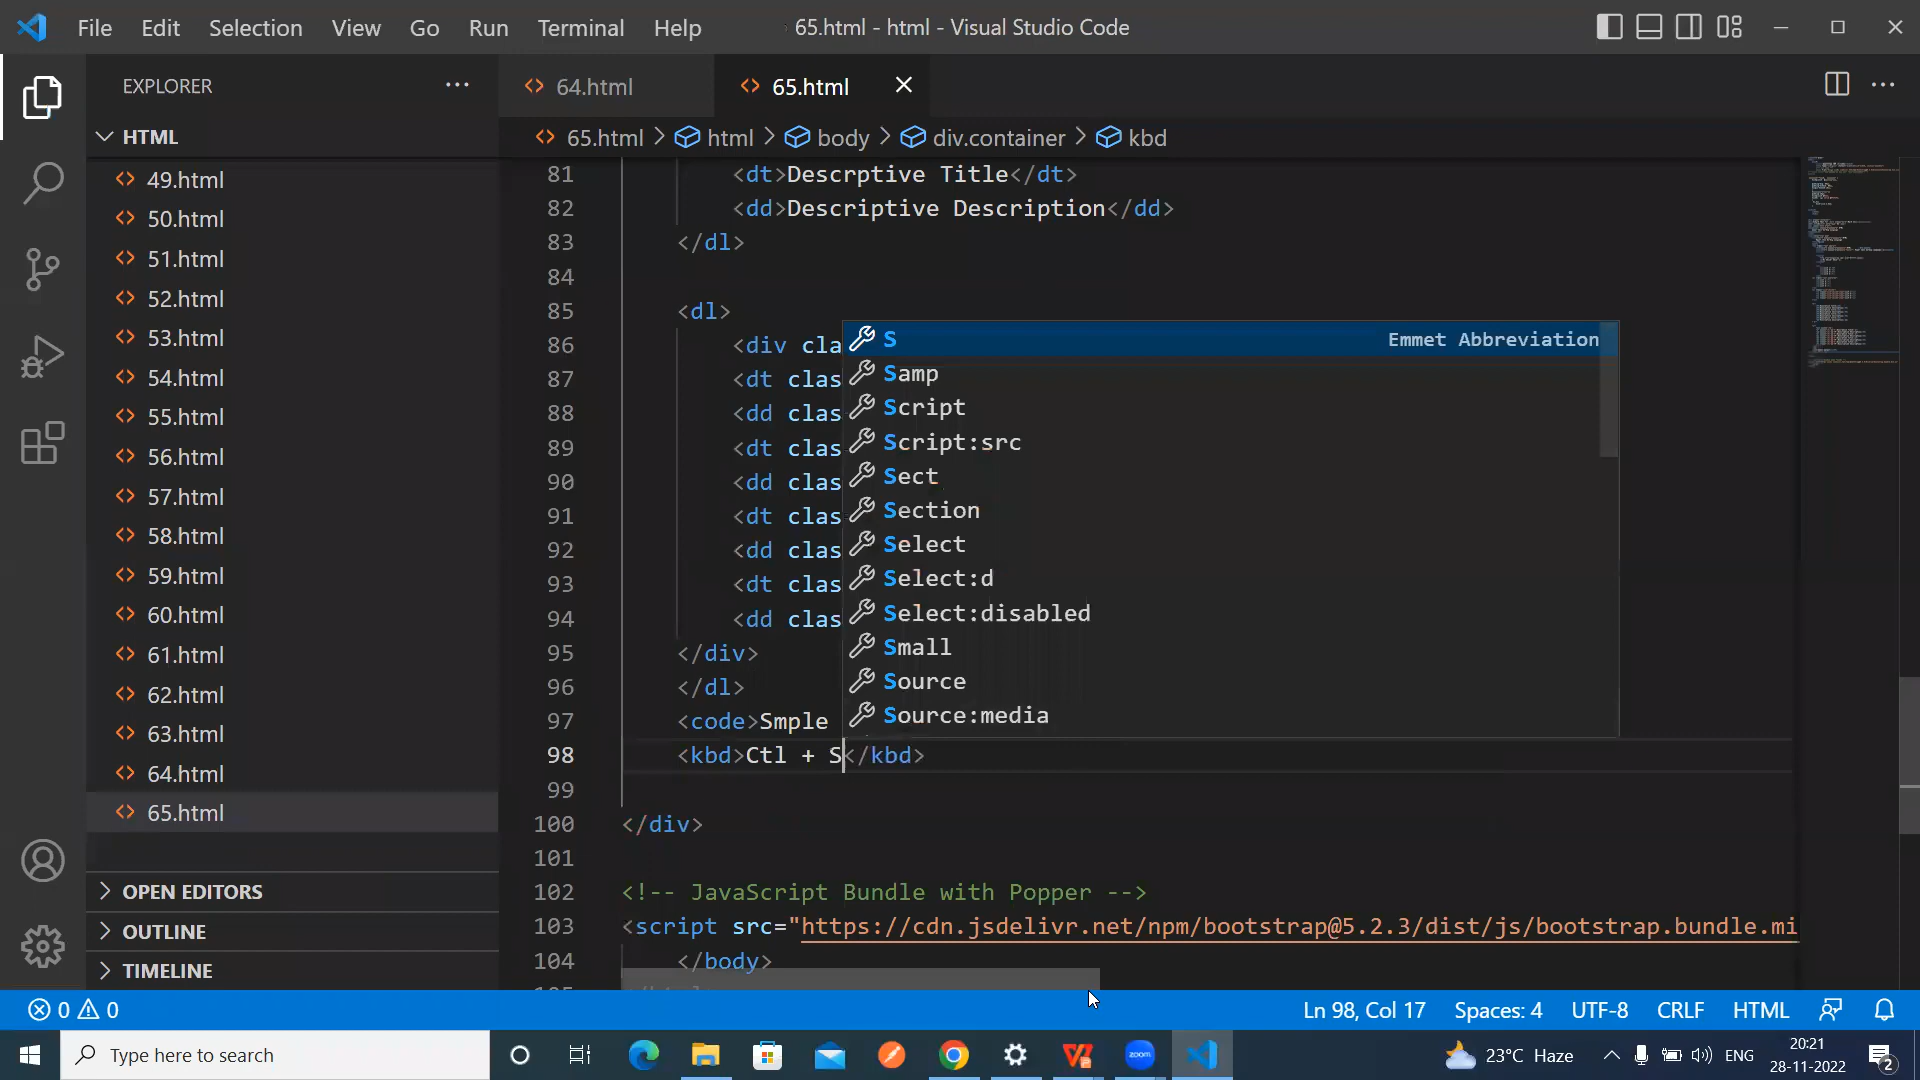 File Edit Selection View Go Run Terminal Help 65.html - html - Visual Studio Code
EXPLORER
64.html
65.html
HTML
65.html > html > body > div.container > kbd
49.html
50.html
51.html
52.html
53.html
54.html
55.html
56.html
57.html
58.html
59.html
60.html
61.html
62.html
63.html
64.html
65.html
OPEN EDITORS
OUTLINE
TIMELINE
81 <dt>Descrptive Title</dt>
82 <dd>Descriptive Description</dd>
83 </dl>
84
85 <dl>
86 <div cla
87 <dt clas
88 <dd clas
89 <dt clas
90 <dd clas
91 <dt clas
92 <dd clas
93 <dt clas
94 <dd clas
95 </div>
96 </dl>
97 <code>Smple
98 <kbd>Ctl + S</kbd>
99
100 </div>
101
102 <!-- JavaScript Bundle with Popper -->
103 <script src="https://cdn.jsdelivr.net/npm/bootstrap@5.2.3/dist/js/bootstrap.bundle.mi
104 </body>
S Emmet Abbreviation
Samp
Script
Script:src
Sect
Section
Select
Select:d
Select:disabled
Small
Source
Source:media
0 0 Ln 98, Col 17 Spaces: 4 UTF-8 CRLF HTML
Type here to search
zoom
23°C Haze
ENG
20:21
28-11-2022
2